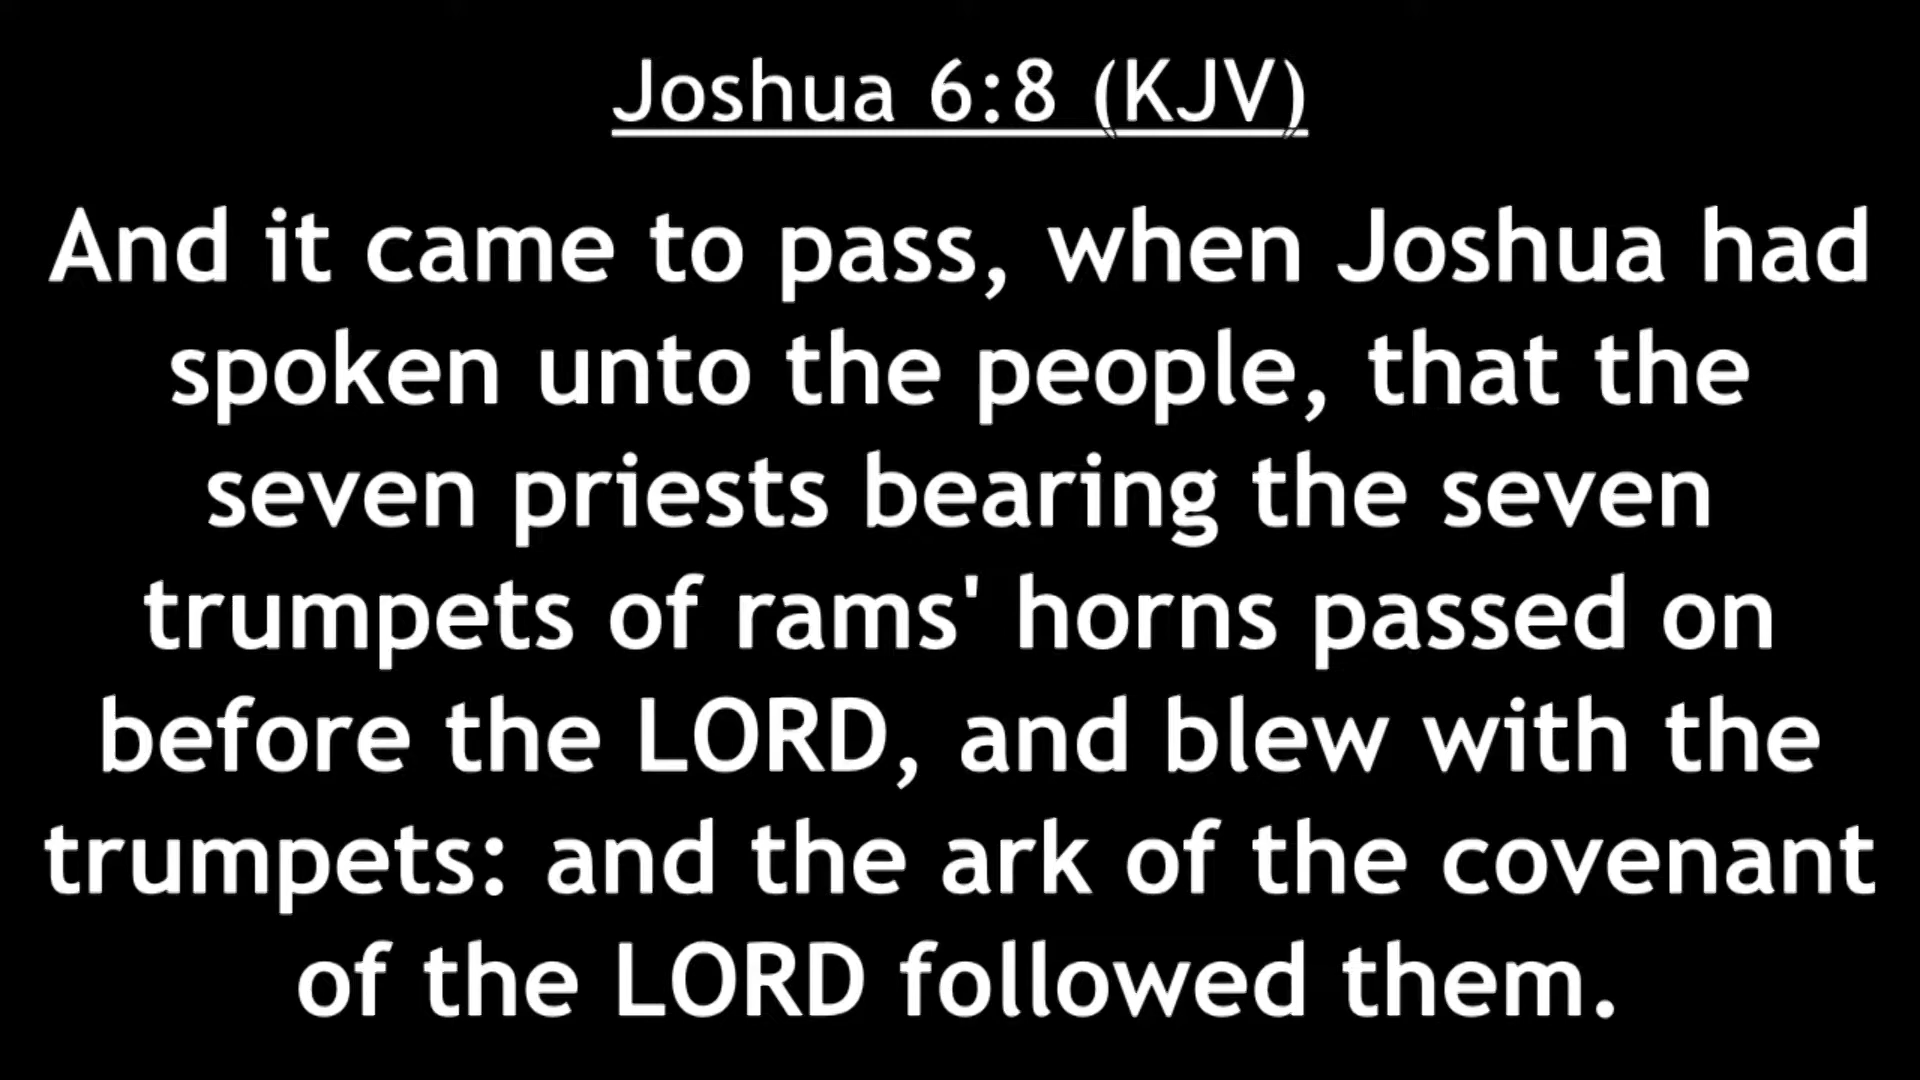 Joshua 6:8 (KJV)
And it came to pass, when Joshua had
spoken unto the people, that the
seven priests bearing the seven
trumpets of rams' horns passed on
before the LORD, and blew with the
trumpets: and the ark of the covenant
of the LORD followed them.